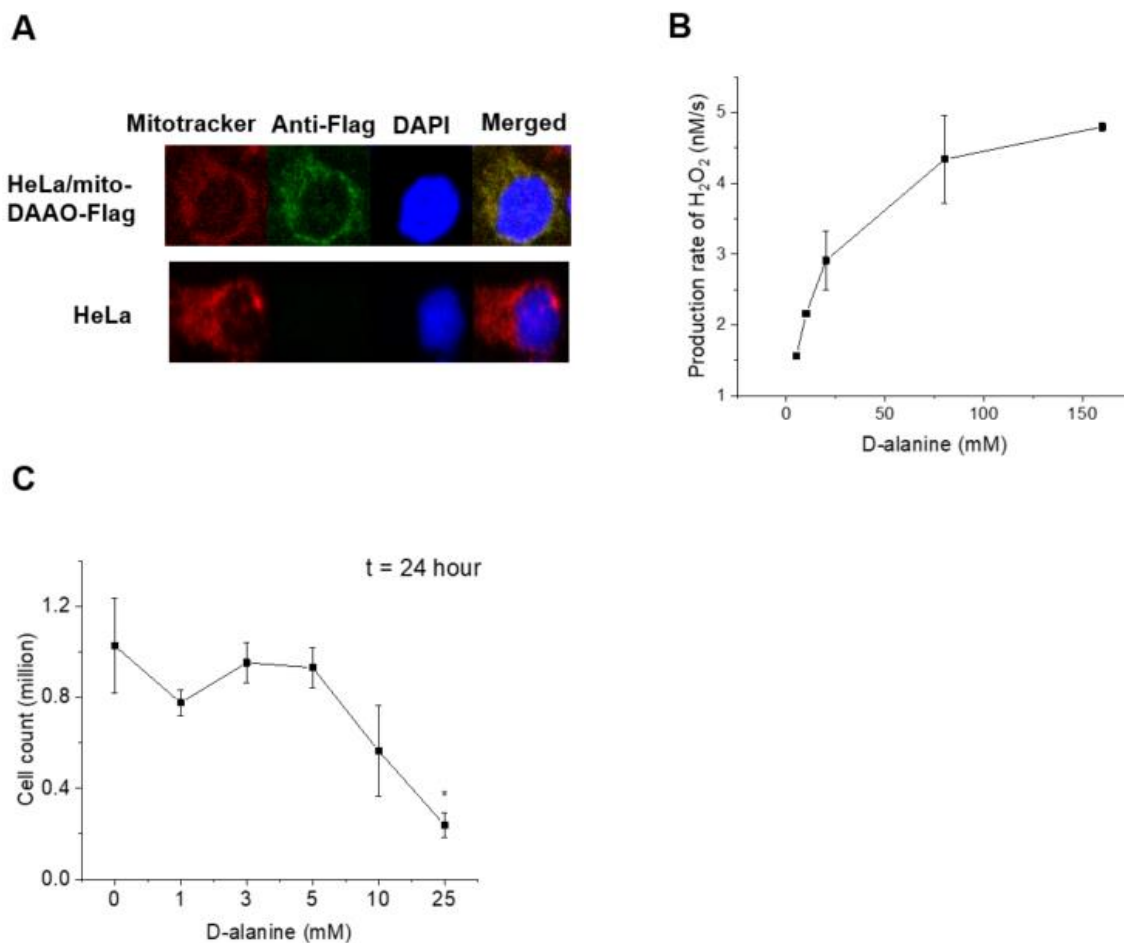 A
Mitotracker Anti-Flag DAPI Merged
HeLa/mito-
DAAO-Flag
HeLa
B
Production rate of H₂O₂ (nM/s)
5
4
3
2
1
0 50 100 150
D-alanine (mM)
C
t = 24 hour
Cell count (million)
1.2
0.8
0.4
*
0.0
0 1 3 5 10 25
D-alanine (mM)